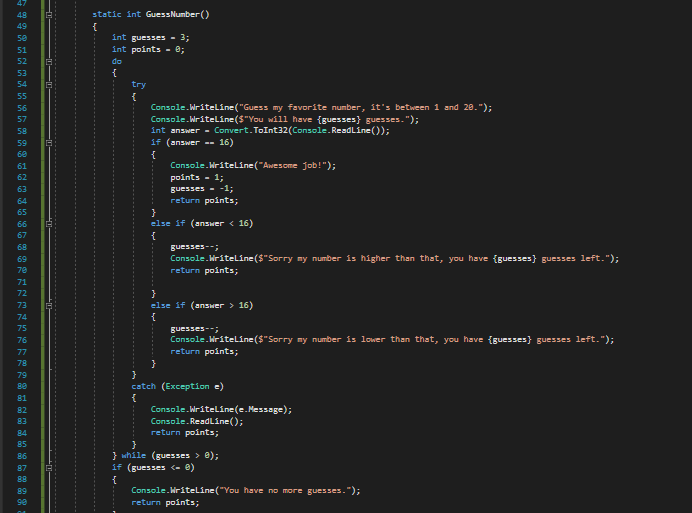 47
48 static int GuessNumber()
49 {
50 int guesses = 3;
51 int points = 0;
52 do
53 {
54 try
55 {
56 Console.WriteLine("Guess my favorite number, it's between 1 and 20.");
57 Console.WriteLine($"You will have {guesses} guesses.");
58 int answer = Convert.ToInt32(Console.ReadLine());
59 if (answer == 16)
60 {
61 Console.WriteLine("Awesome job!");
62 points = 1;
63 guesses = -1;
64 return points;
65 }
66 else if (answer < 16)
67 {
68 guesses--;
69 Console.WriteLine($"Sorry my number is higher than that, you have {guesses} guesses left.");
70 return points;
71
72 }
73 else if (answer > 16)
74 {
75 guesses--;
76 Console.WriteLine($"Sorry my number is lower than that, you have {guesses} guesses left.");
77 return points;
78 }
79 }
80 catch (Exception e)
81 {
82 Console.WriteLine(e.Message);
83 Console.ReadLine();
84 return points;
85 }
86 } while (guesses > 0);
87 if (guesses <= 0)
88 {
89 Console.WriteLine("You have no more guesses.");
90 return points;
91 }